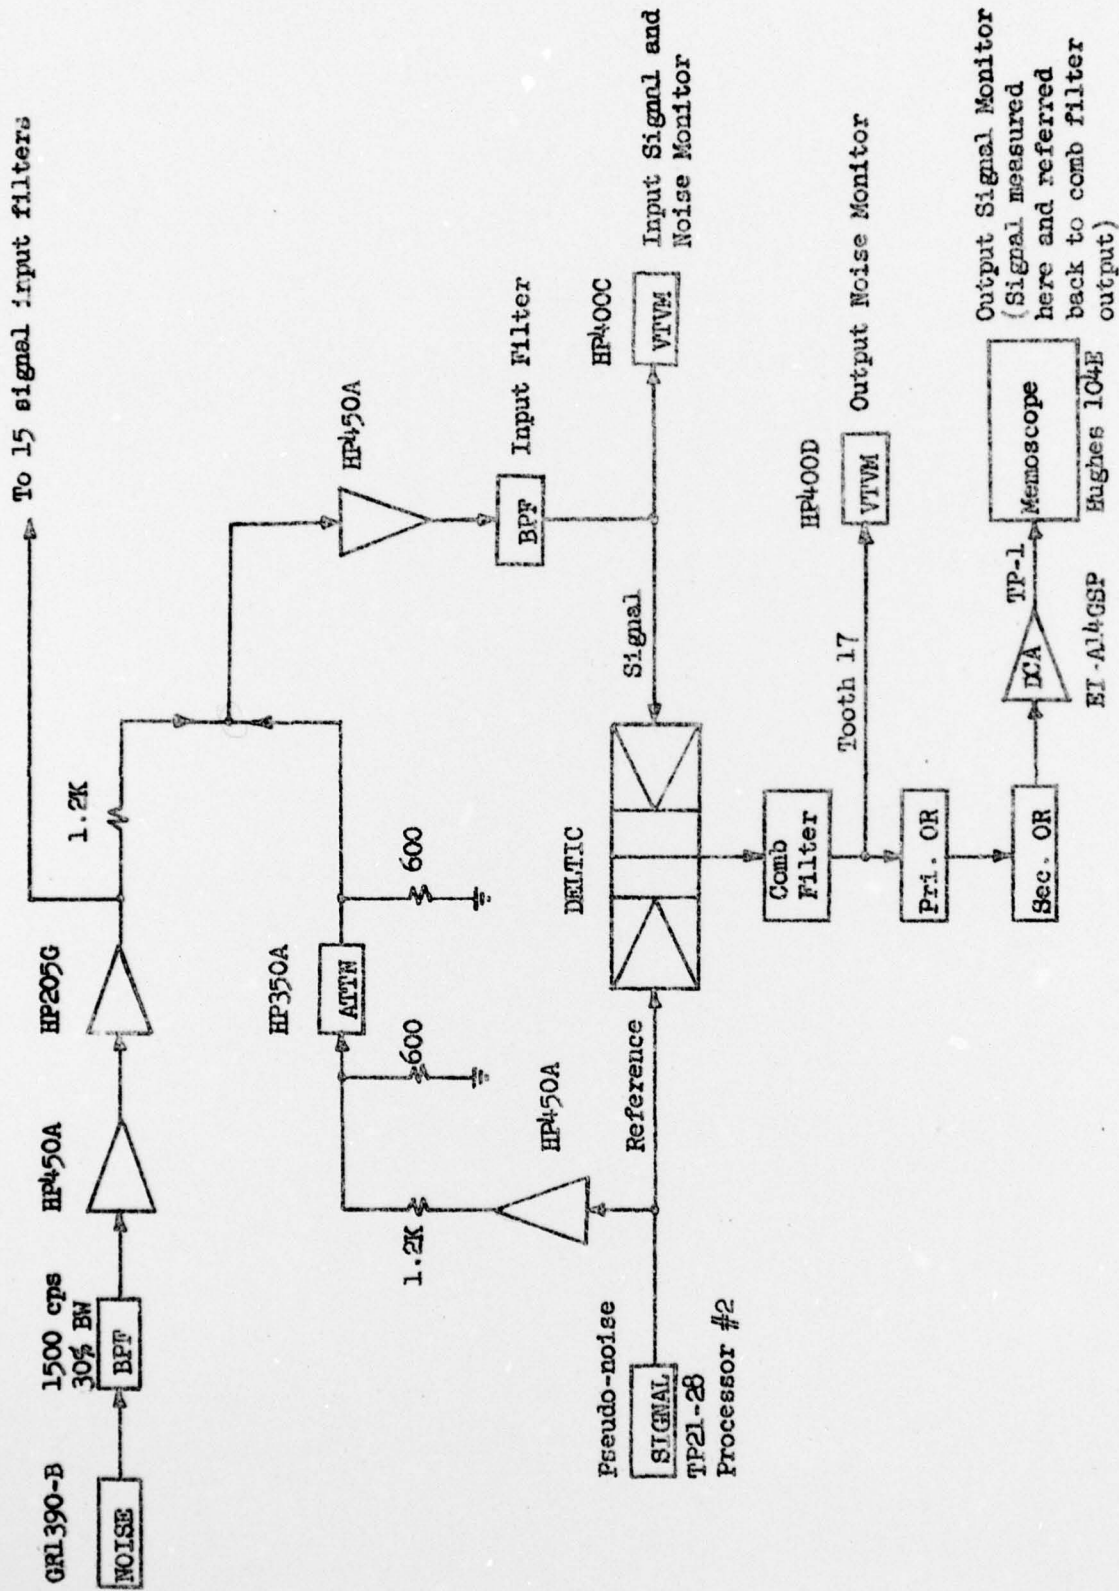 To 15 signal input filters
GR1390-B
NOISE
1500 cps
30% BW
BPF
HP450A
HP205G
1.2K
HP350A
ATTN
600
600
1.2K
HP450A
HP450A
BPF
Input Filter
HP400C
VTVM
Input Signal and
Noise Monitor
Pseudo-noise
SIGNAL
TP21-28
Processor #2
Reference
DELTIC
Signal
Comb
Filter
Tooth 17
HP400D
VTVM
Output Noise Monitor
Pri. OR
Sec. OR
DCA
EI-A14GSP
TP-1
Memoscope
Hughes 104E
Output Signal Monitor
(Signal measured
here and referred
back to comb filter
output)